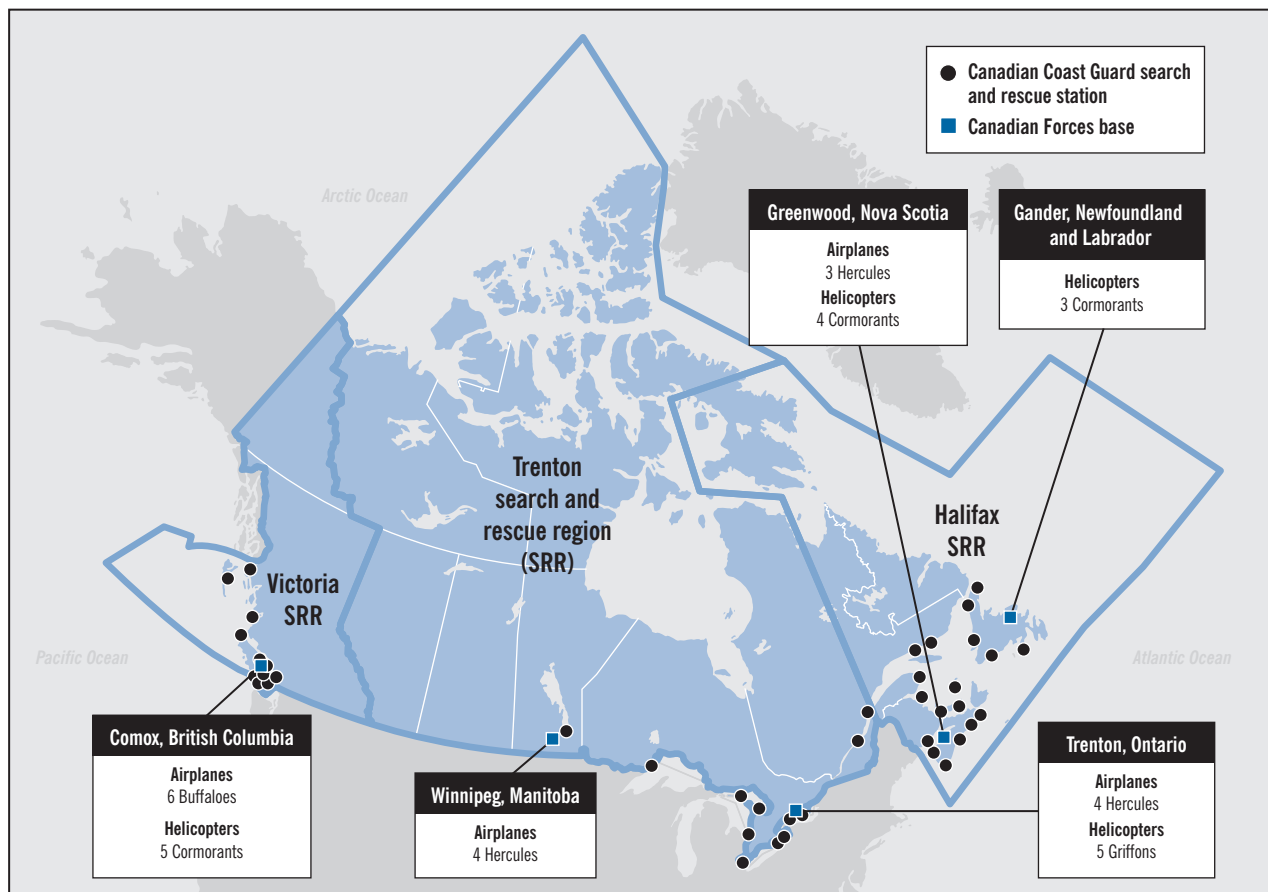 Canadian Coast Guard search
and rescue station
Canadian Forces base
Arctic Ocean
Greenwood, Nova Scotia
Airplanes
3 Hercules
Helicopters
4 Cormorants
Gander, Newfoundland
and Labrador
Helicopters
3 Cormorants
Trenton
search and
rescue region
(SRR)
Halifax
SRR
Victoria
SRR
Pacific Ocean
Atlantic Ocean
Comox, British Columbia
Airplanes
6 Buffaloes
Helicopters
5 Cormorants
Winnipeg, Manitoba
Airplanes
4 Hercules
Trenton, Ontario
Airplanes
4 Hercules
Helicopters
5 Griffons